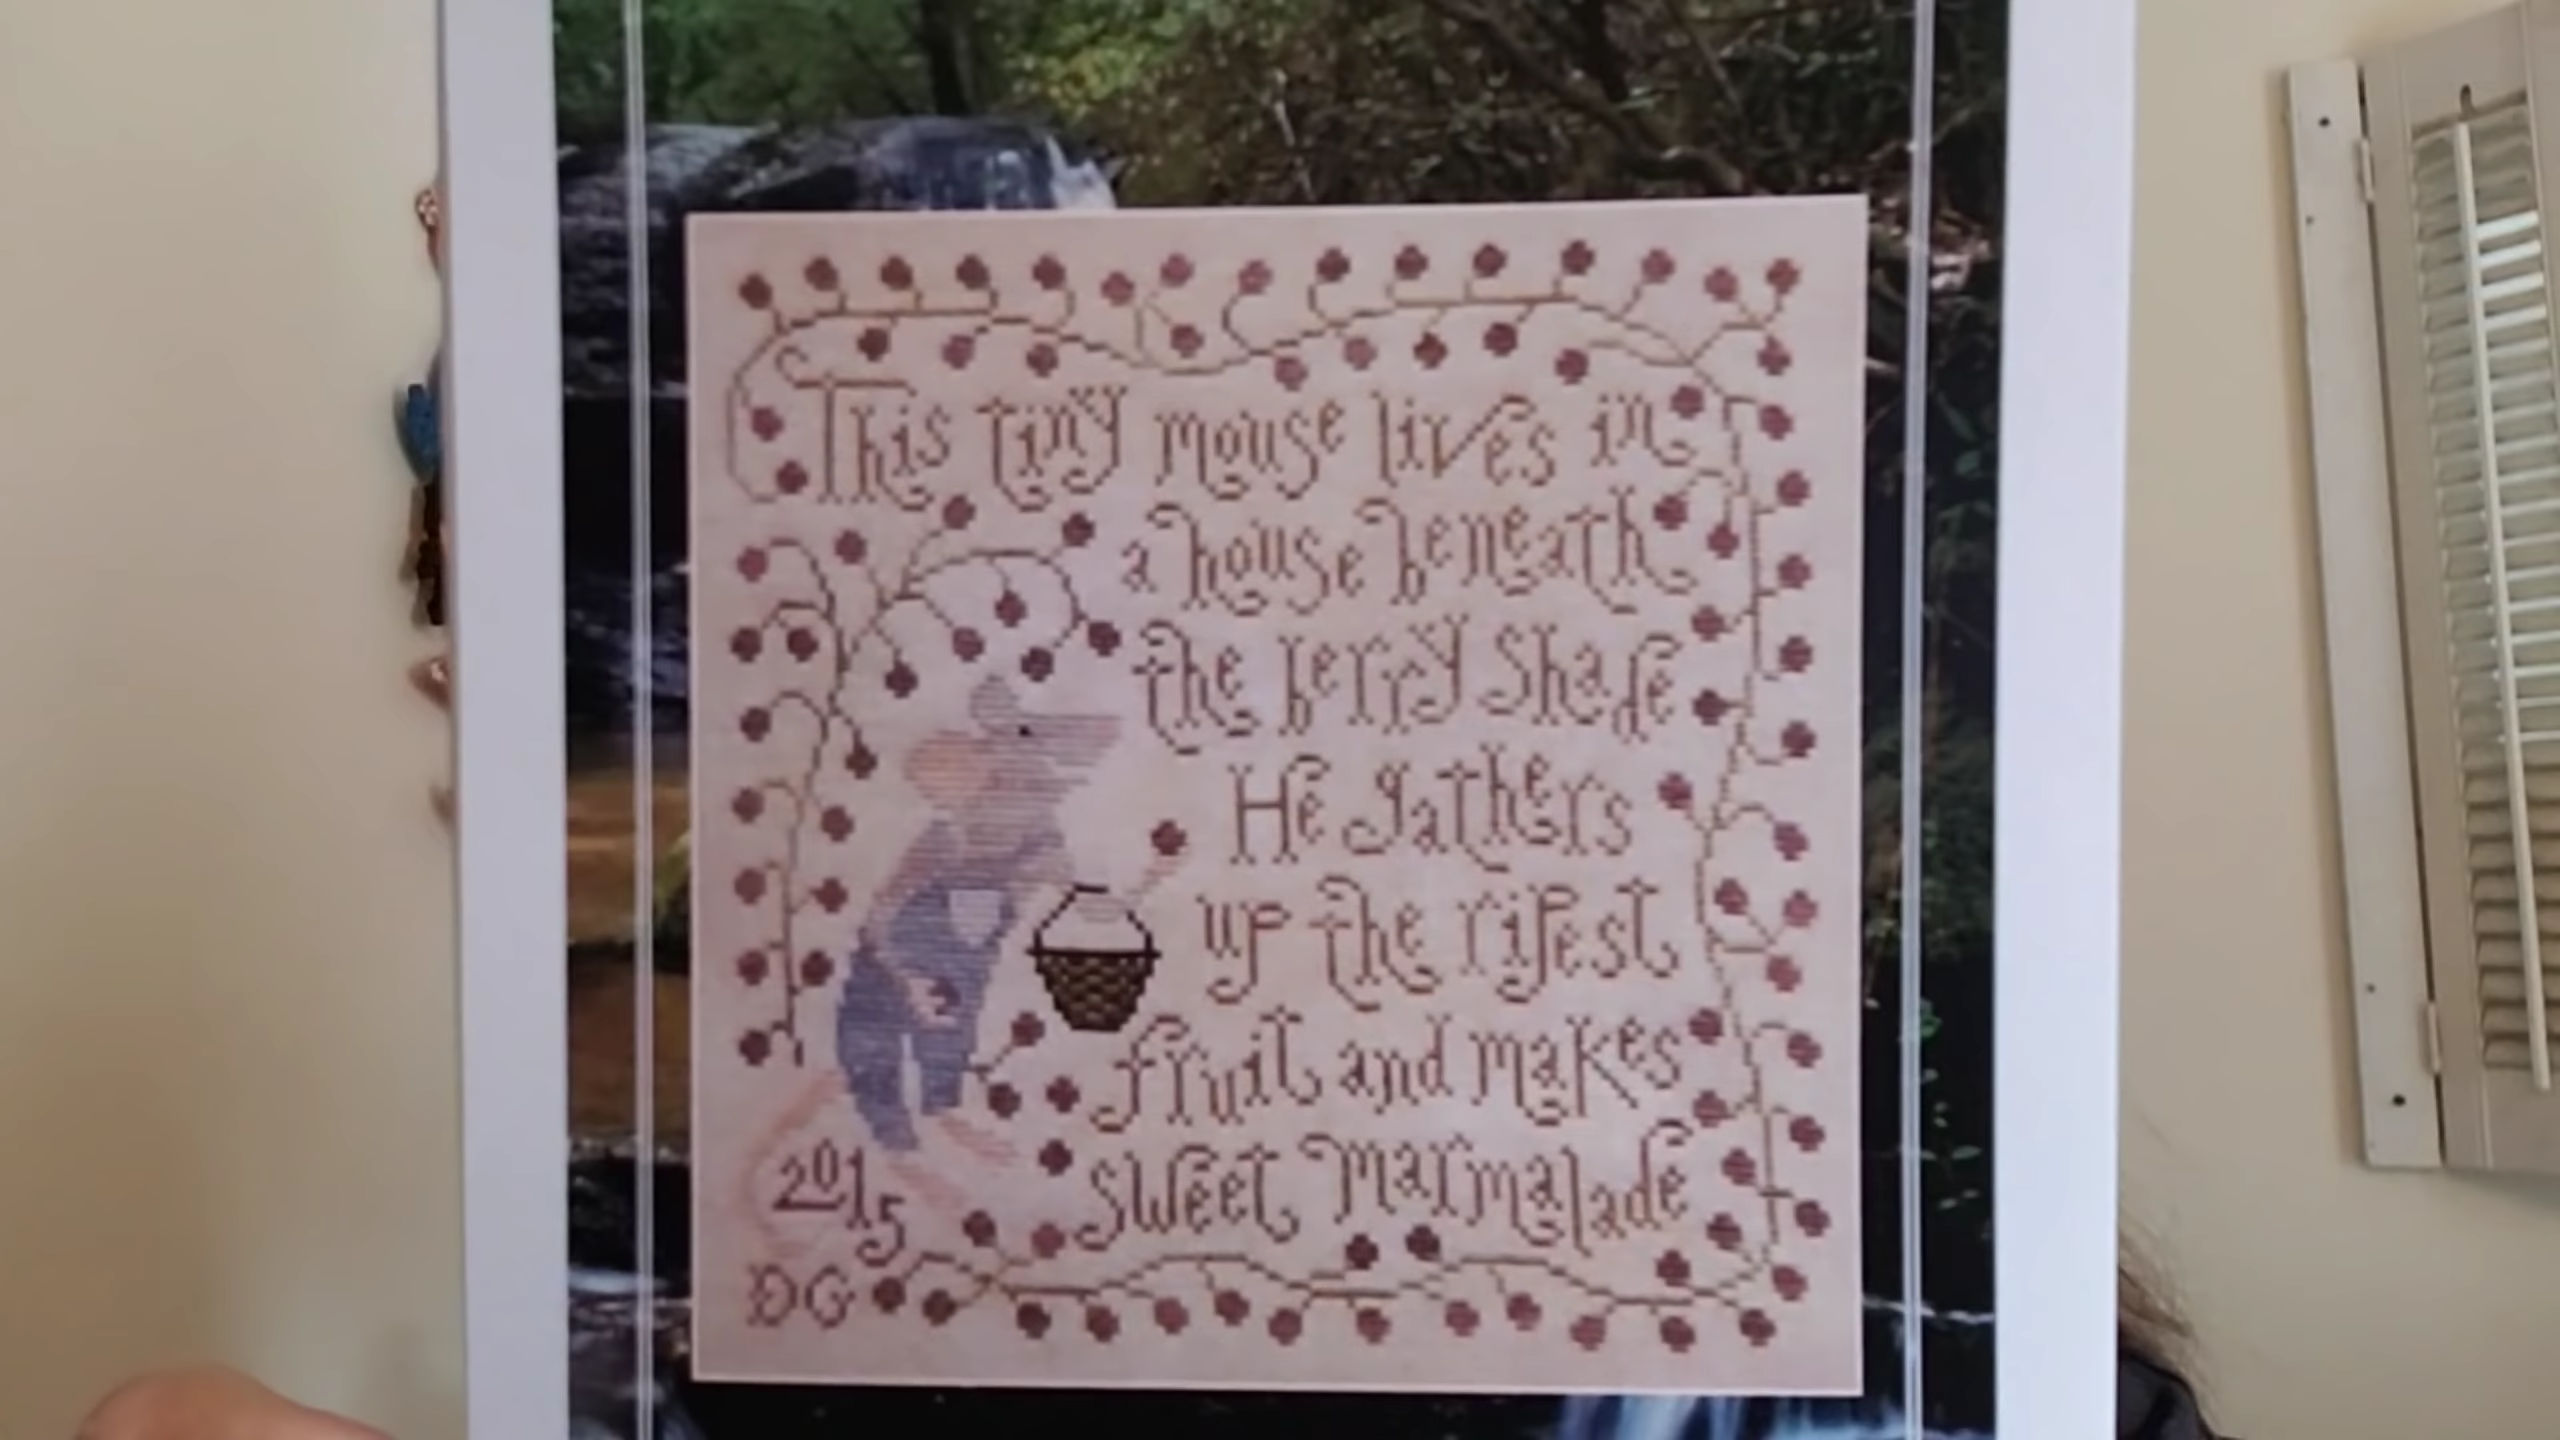 This tiny mouse lives in
a house beneath
the berry shade
He gathers
up the ripest
fruit and makes
sweet marmalade
2015
DG